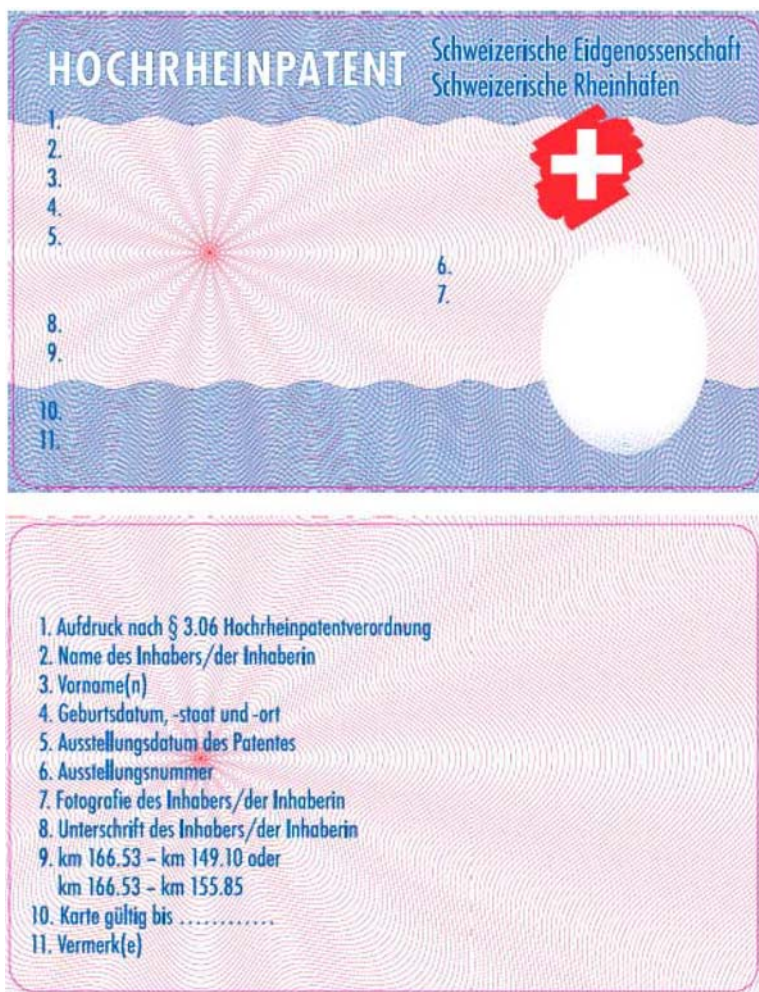 HOCHRHEINPATENT
Schweizerische Eidgenossenschaft
Schweizerische Rheinhäfen
1.
2.
3.
4.
5.
6.
7.
8.
9.
10.
11.
1. Aufdruck nach § 3.06 Hochrheinpatentverordnung
2. Name des Inhabers/der Inhaberin
3. Vorname(n)
4. Geburtsdatum, -staat und -ort
5. Ausstellungsdatum des Patentes
6. Ausstellungsnummer
7. Fotografie des Inhabers/der Inhaberin
8. Unterschrift des Inhabers/der Inhaberin
9. km 166.53 – km 149.10 oder
km 166.53 – km 155.85
10. Karte gültig bis ............
11. Vermerk(e)